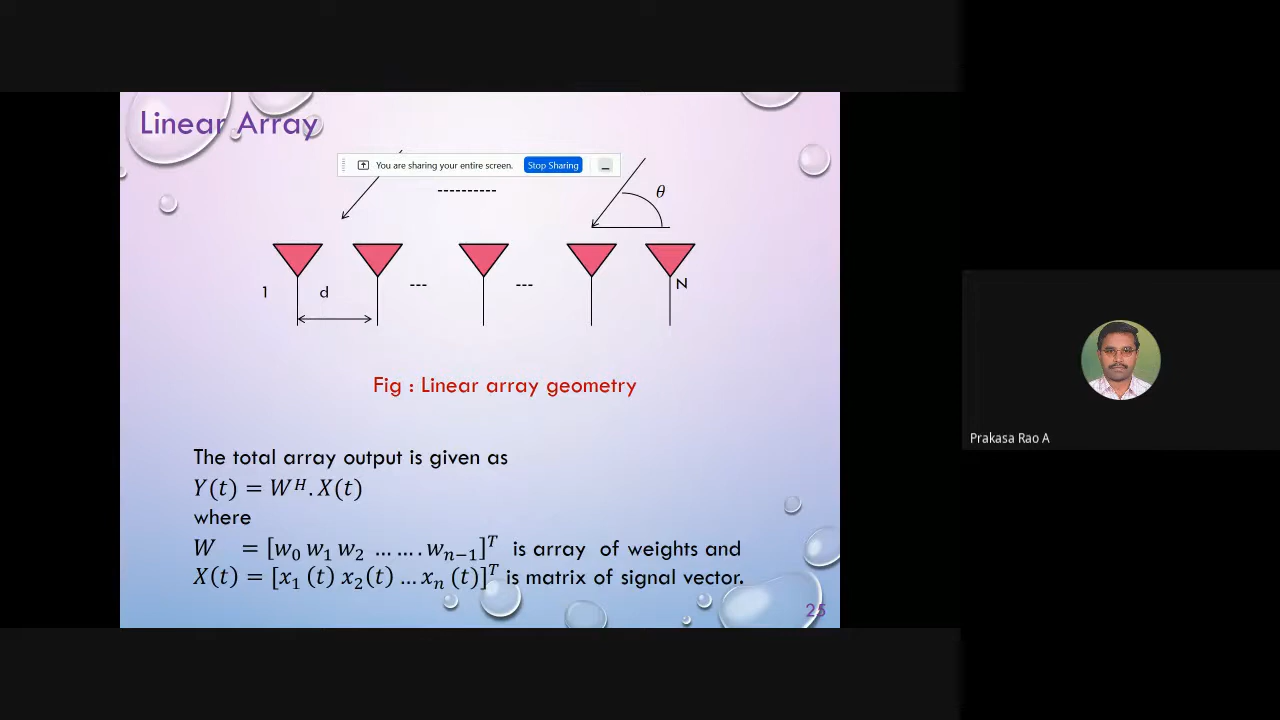 Linear Array
You are sharing your entire screen. Stop Sharing
----------
θ
1 d --- --- N
Fig : Linear array geometry
The total array output is given as
Y(t) = W^H . X(t)
where
W = [w_0 w_1 w_2 … … . w_{n−1}]^T is array of weights and
X(t) = [x_1 (t) x_2(t) … x_n (t)]^T is matrix of signal vector.
25
Prakasa Rao A